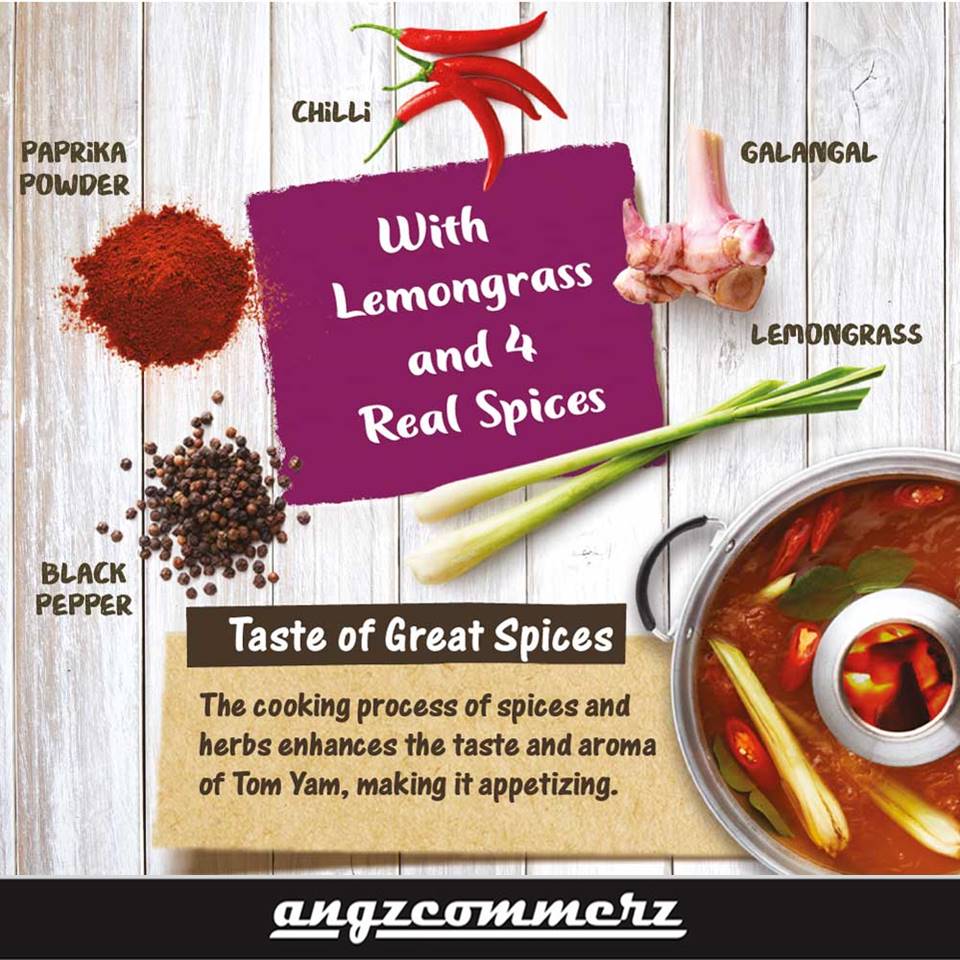 CHiLLi
PAPRiKA
POWDER
GALANGAL
With
Lemongrass
and 4
Real Spices
LEMONGRASS
BLACK
PEPPER
Taste of Great Spices
The cooking process of spices and
herbs enhances the taste and aroma
of Tom Yam, making it appetizing.
angzcommerz